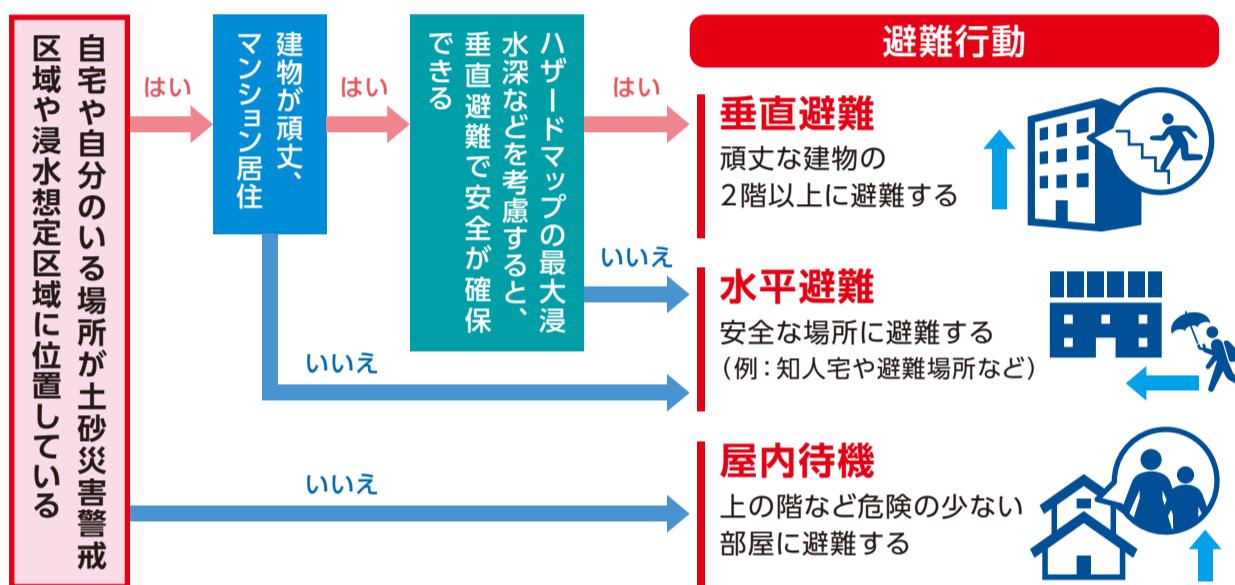 自宅や自分のいる場所が土砂災害警戒
区域や浸水想定区域に位置している
はい
建物が頑丈、
マンション居住
はい
ハザードマップの最大浸
水深などを考慮すると、
垂直避難で安全が確保
できる
はい
いいえ
いいえ
いいえ
避難行動
垂直避難
頑丈な建物の
2階以上に避難する
水平避難
安全な場所に避難する
（例：知人宅や避難場所など）
屋内待機
上の階など危険の少ない
部屋に避難する